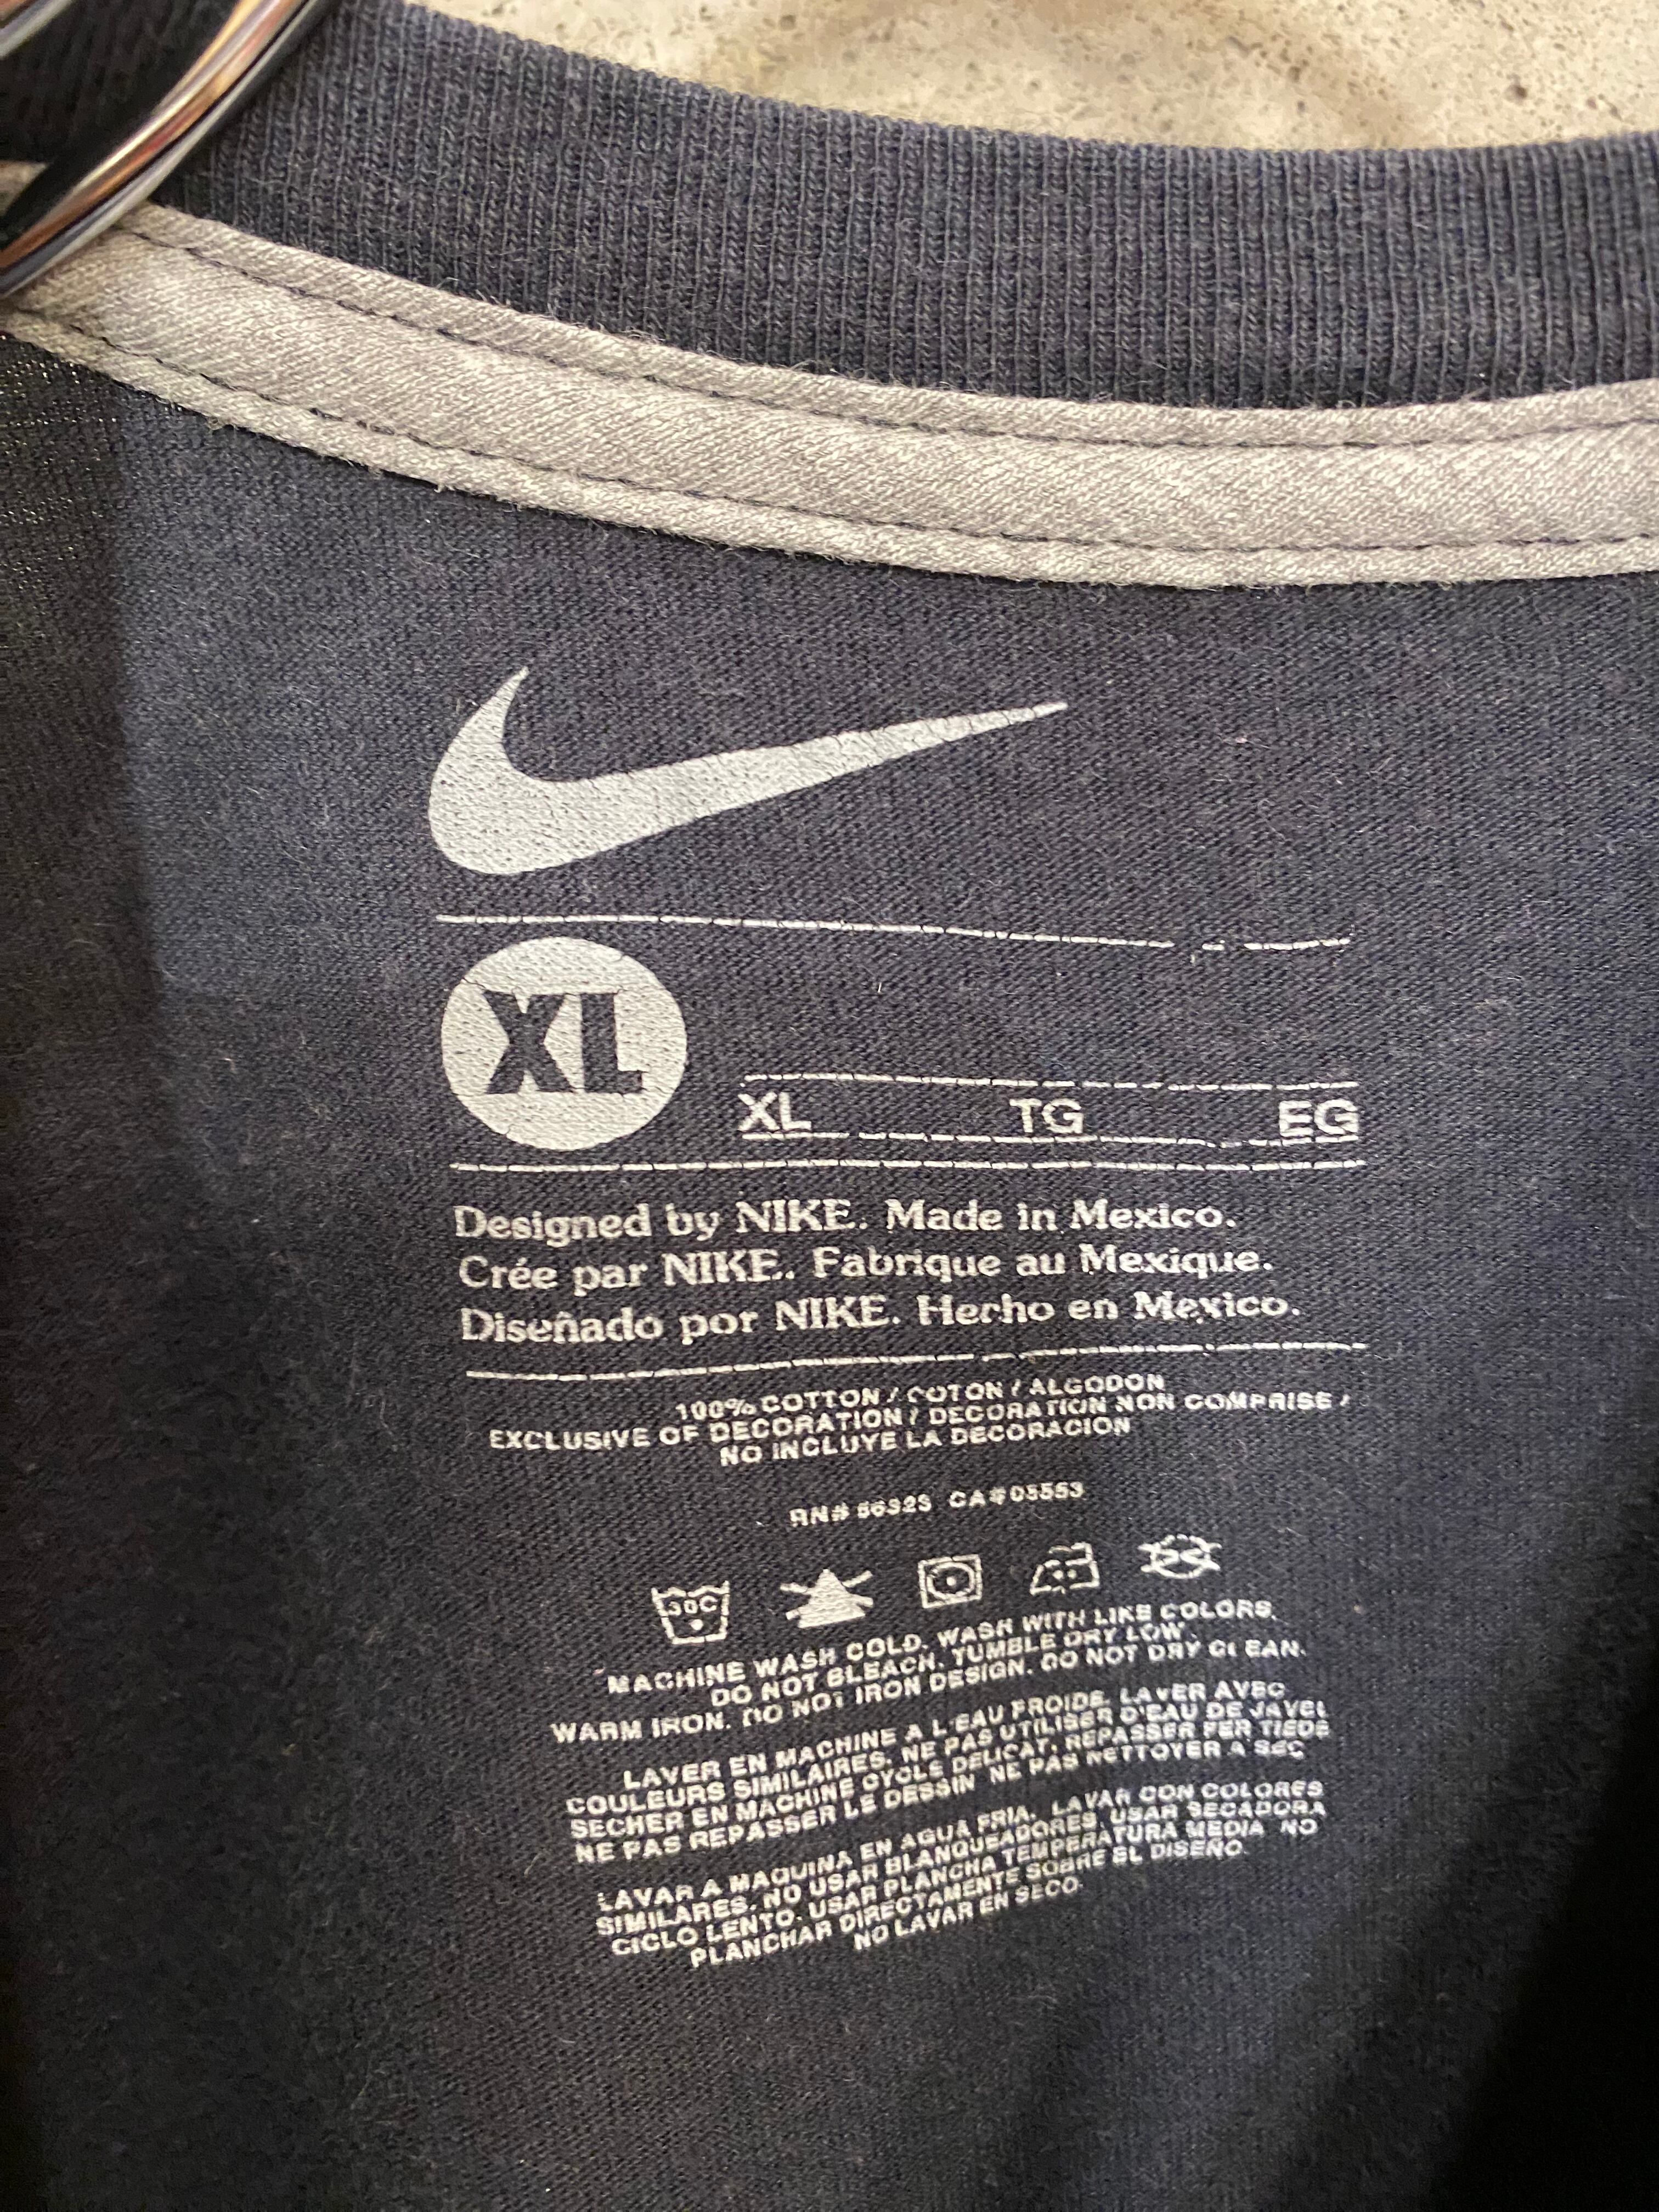 XL
XL TG EG
Designed by NIKE. Made in Mexico.
Crée par NIKE. Fabrique au Mexique.
Diseñado por NIKE. Hecho en Mexico.
100% COTTON / COTON / ALGODON
EXCLUSIVE OF DECORATION / DECORATION NON COMPRISE /
NO INCLUYE LA DECORACION
RN# 56323 CA#05553
30C
MACHINE WASH COLD. WASH WITH LIKE COLORS.
DO NOT BLEACH. TUMBLE DRY LOW.
WARM IRON. DO NOT IRON DESIGN. DO NOT DRY CLEAN.
LAVER EN MACHINE A L'EAU FROIDE. LAVER AVEC
COULEURS SIMILAIRES. NE PAS UTILISER D'EAU DE JAVEL
SECHER EN MACHINE CYCLE DELICAT; REPASSER FER TIEDE
NE PAS REPASSER LE DESSIN NE PAS NETTOYER A SEC
LAVAR A MAQUINA EN AGUA FRIA. LAVAR CON COLORES
SIMILARES. NO USAR BLANQUEADORES USAR SECADORA
CICLO LENTO. USAR PLANCHA TEMPERATURA MEDIA NO
PLANCHAR DIRECTAMENTE SOBRE EL DISEÑO.
NO LAVAR EN SECO.